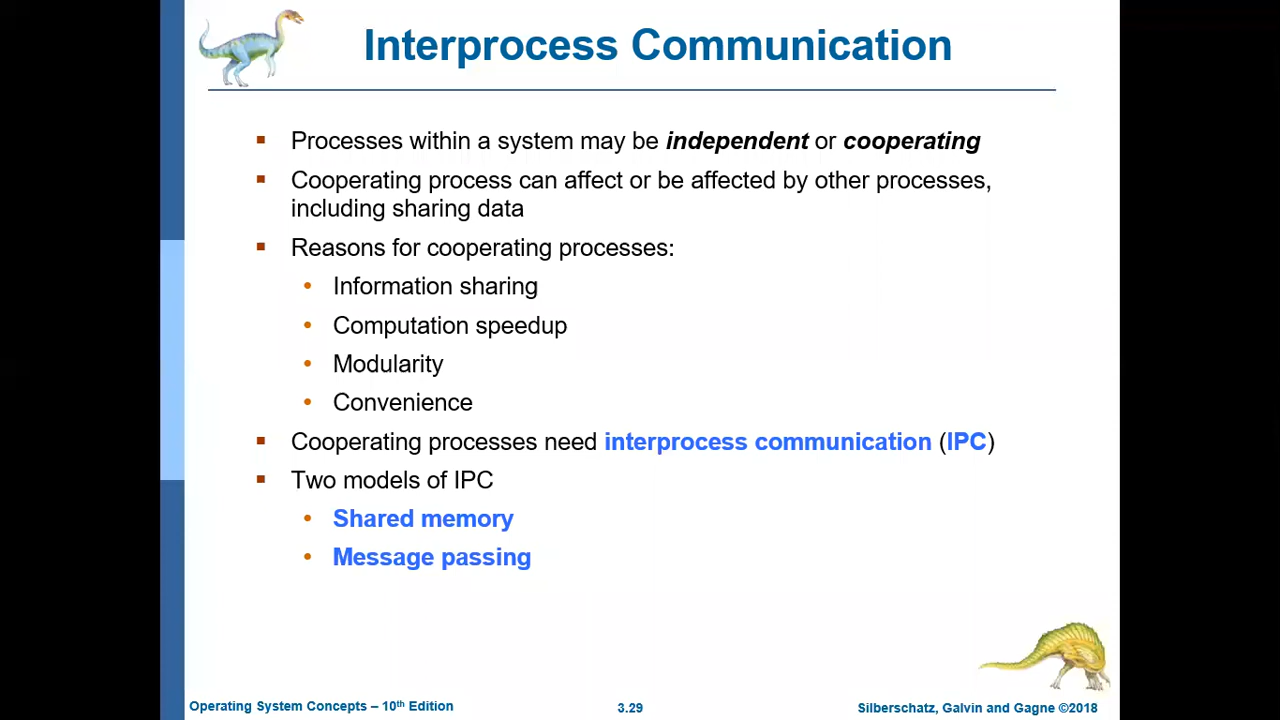 Interprocess Communication
▪ Processes within a system may be independent or cooperating
▪ Cooperating process can affect or be affected by other processes,
including sharing data
▪ Reasons for cooperating processes:
• Information sharing
• Computation speedup
• Modularity
• Convenience
▪ Cooperating processes need interprocess communication (IPC)
▪ Two models of IPC
• Shared memory
• Message passing
Operating System Concepts – 10th Edition
3.29
Silberschatz, Galvin and Gagne ©2018